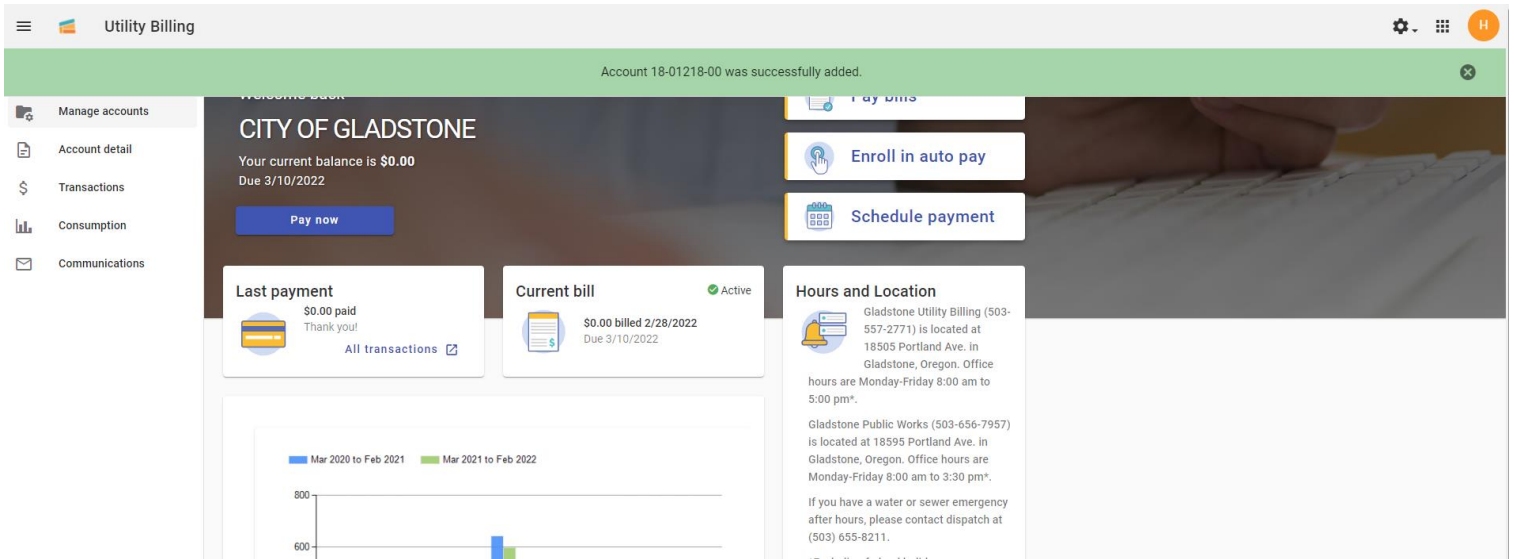 Utility Billing
H
Account 18-01218-00 was successfully added.
Manage accounts
Account detail
Transactions
Consumption
Communications
Welcome back
CITY OF GLADSTONE
Your current balance is $0.00
Due 3/10/2022
Pay now
Pay bills
Enroll in auto pay
Schedule payment
Last payment
$0.00 paid
Thank you!
All transactions
Current bill
Active
$0.00 billed 2/28/2022
Due 3/10/2022
Hours and Location
Gladstone Utility Billing (503-
557-2771) is located at
18505 Portland Ave. in
Gladstone, Oregon. Office
hours are Monday-Friday 8:00 am to
5:00 pm*.
Gladstone Public Works (503-656-7957)
is located at 18595 Portland Ave. in
Gladstone, Oregon. Office hours are
Monday-Friday 8:00 am to 3:30 pm*.
If you have a water or sewer emergency
after hours, please contact dispatch at
(503) 655-8211.
Mar 2020 to Feb 2021
Mar 2021 to Feb 2022
800
600